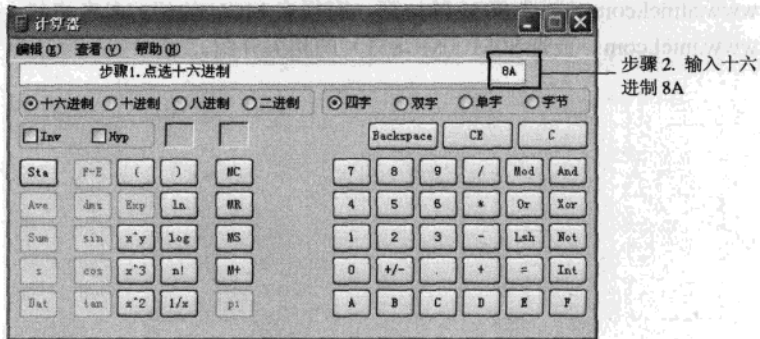 计算器
编辑(E) 查看(V) 帮助(H)
步骤1.点选十六进制 8A
步骤 2. 输入十六
进制 8A
十六进制 十进制 八进制 二进制 四字 双字 单字 字节
Inv Hyp Backspace CE C
Sta F-E ( ) MC 7 8 9 / Mod And
Ave dms Exp ln MR 4 5 6 * Or Xor
Sum sin x^y log MS 1 2 3 - Lsh Not
s cos x^3 n! M+ 0 +/- . + = Int
Dat tan x^2 1/x pi A B C D E F